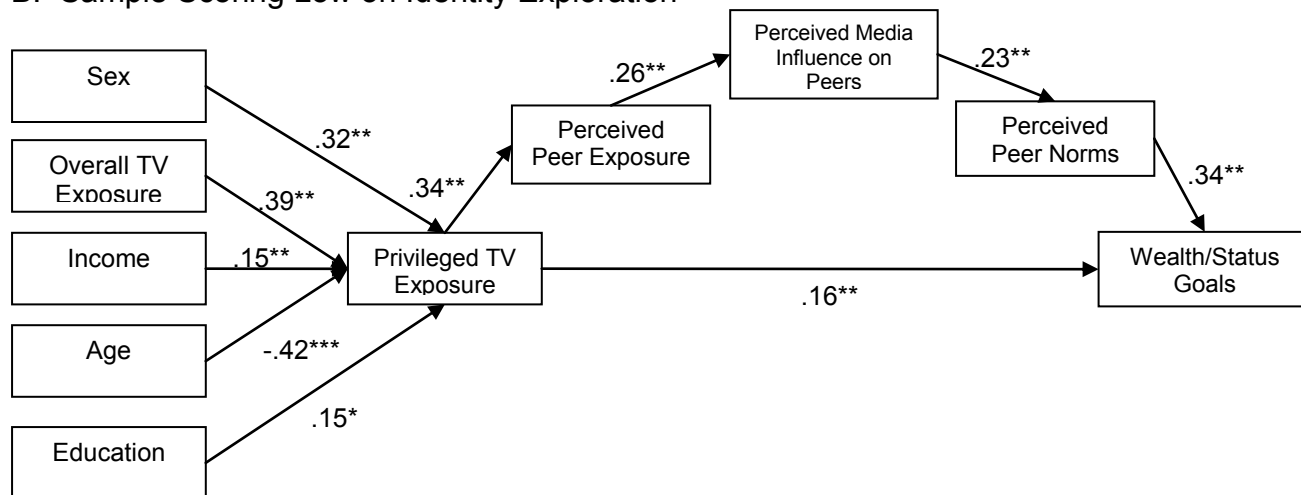 B. Sample Scoring Low on Identity Exploration
Sex
Overall TV
Exposure
Income
Age
Education
.32**
.39**
.15**
-.42***
.15*
Privileged TV
Exposure
.34**
Perceived
Peer Exposure
.26**
Perceived Media
Influence on
Peers
.23**
Perceived
Peer Norms
.34**
.16**
Wealth/Status
Goals